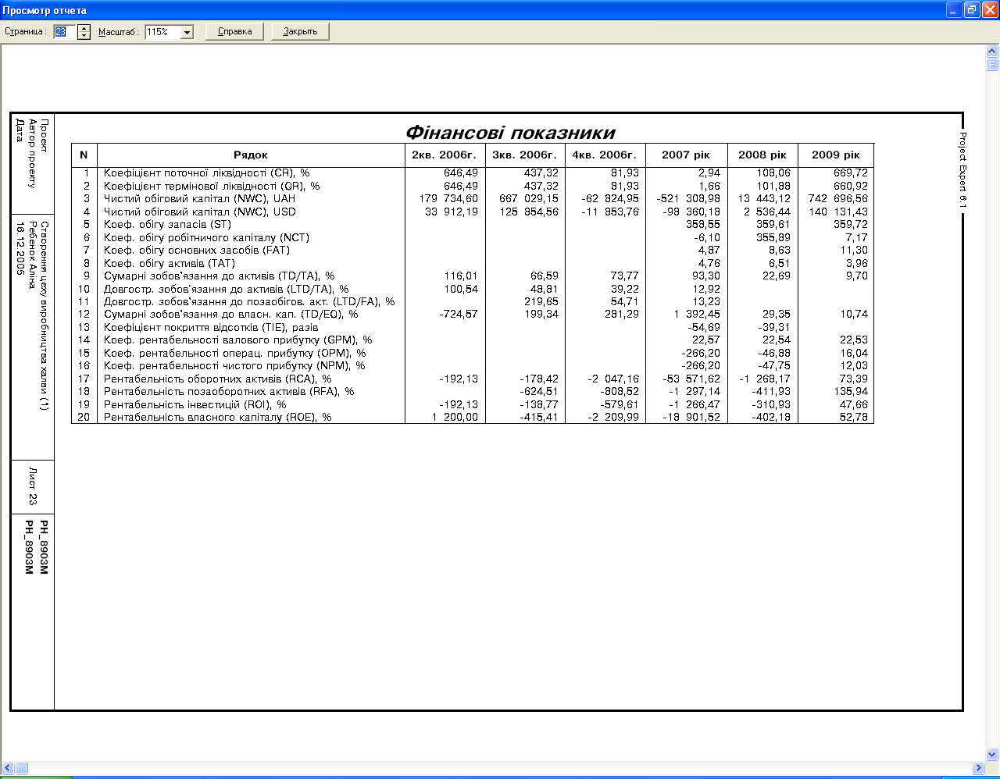 Просмотр отчета
Страница : 23 Масштаб : 115% Справка Закрыть
Фінансові показники
N Рядок 2кв. 2006г. 3кв. 2006г. 4кв. 2006г. 2007 рік 2008 рік 2009 рік
1 Коефіцієнт поточної ліквідності (CR), % 646,49 437,32 81,93 2,94 108,06 669,72
2 Коефіцієнт термінової ліквідності (QR), % 646,49 437,32 81,93 1,66 101,88 660,92
3 Чистий обіговий капітал (NWC), UAH 179 734,60 667 029,15 -62 824,95 -521 308,98 13 443,12 742 696,56
4 Чистий обіговий капітал (NWC), USD 33 912,19 125 854,56 -11 853,76 -98 360,18 2 536,44 140 131,43
5 Коеф. обігу запасів (ST) 358,55 359,61 359,72
6 Коеф. обігу робітничого капіталу (NCT) -6,10 355,89 7,17
7 Коеф. обігу основних засобів (FAT) 4,87 8,63 11,30
8 Коеф. обігу активів (TAT) 4,76 6,51 3,96
9 Сумарні зобов'язання до активів (TD/TA), % 116,01 66,59 73,77 93,30 22,69 9,70
10 Довгостр. зобов'язання до активів (LTD/TA), % 100,54 48,81 39,22 12,92
11 Довгостр. зобов'язання до позаобігов. акт. (LTD/FA), % 219,65 54,71 13,23
12 Сумарні зобов'язання до власн. кап. (TD/EQ), % -724,57 199,34 281,29 1 392,45 29,35 10,74
13 Коефіцієнт покриття відсотків (TIE), разів -54,69 -39,31
14 Коеф. рентабельності валового прибутку (GPM), % 22,57 22,54 22,53
15 Коеф. рентабельності операц. прибутку (OPM), % -266,20 -46,88 16,04
16 Коеф. рентабельності чистого прибутку (NPM), % -266,20 -47,75 12,03
17 Рентабельність оборотних активів (RCA), % -192,13 -178,42 -2 047,16 -53 571,62 -1 268,17 73,39
18 Рентабельність позаоборотних активів (RFA), % -624,51 -808,52 -1 297,14 -411,93 135,94
19 Рентабельність інвестицій (ROI), % -192,13 -138,77 -579,61 -1 266,47 -310,93 47,66
20 Рентабельність власного капіталу (ROE), % 1 200,00 -415,41 -2 209,99 -18 901,52 -402,18 52,78
Проект
Автор проекту
Дата
Створення цеху виробництва халви (1)
Ребенок Аліна
16.12.2005
Лист 23
PH_8903M
PH_8903M
Project Expert 6.1